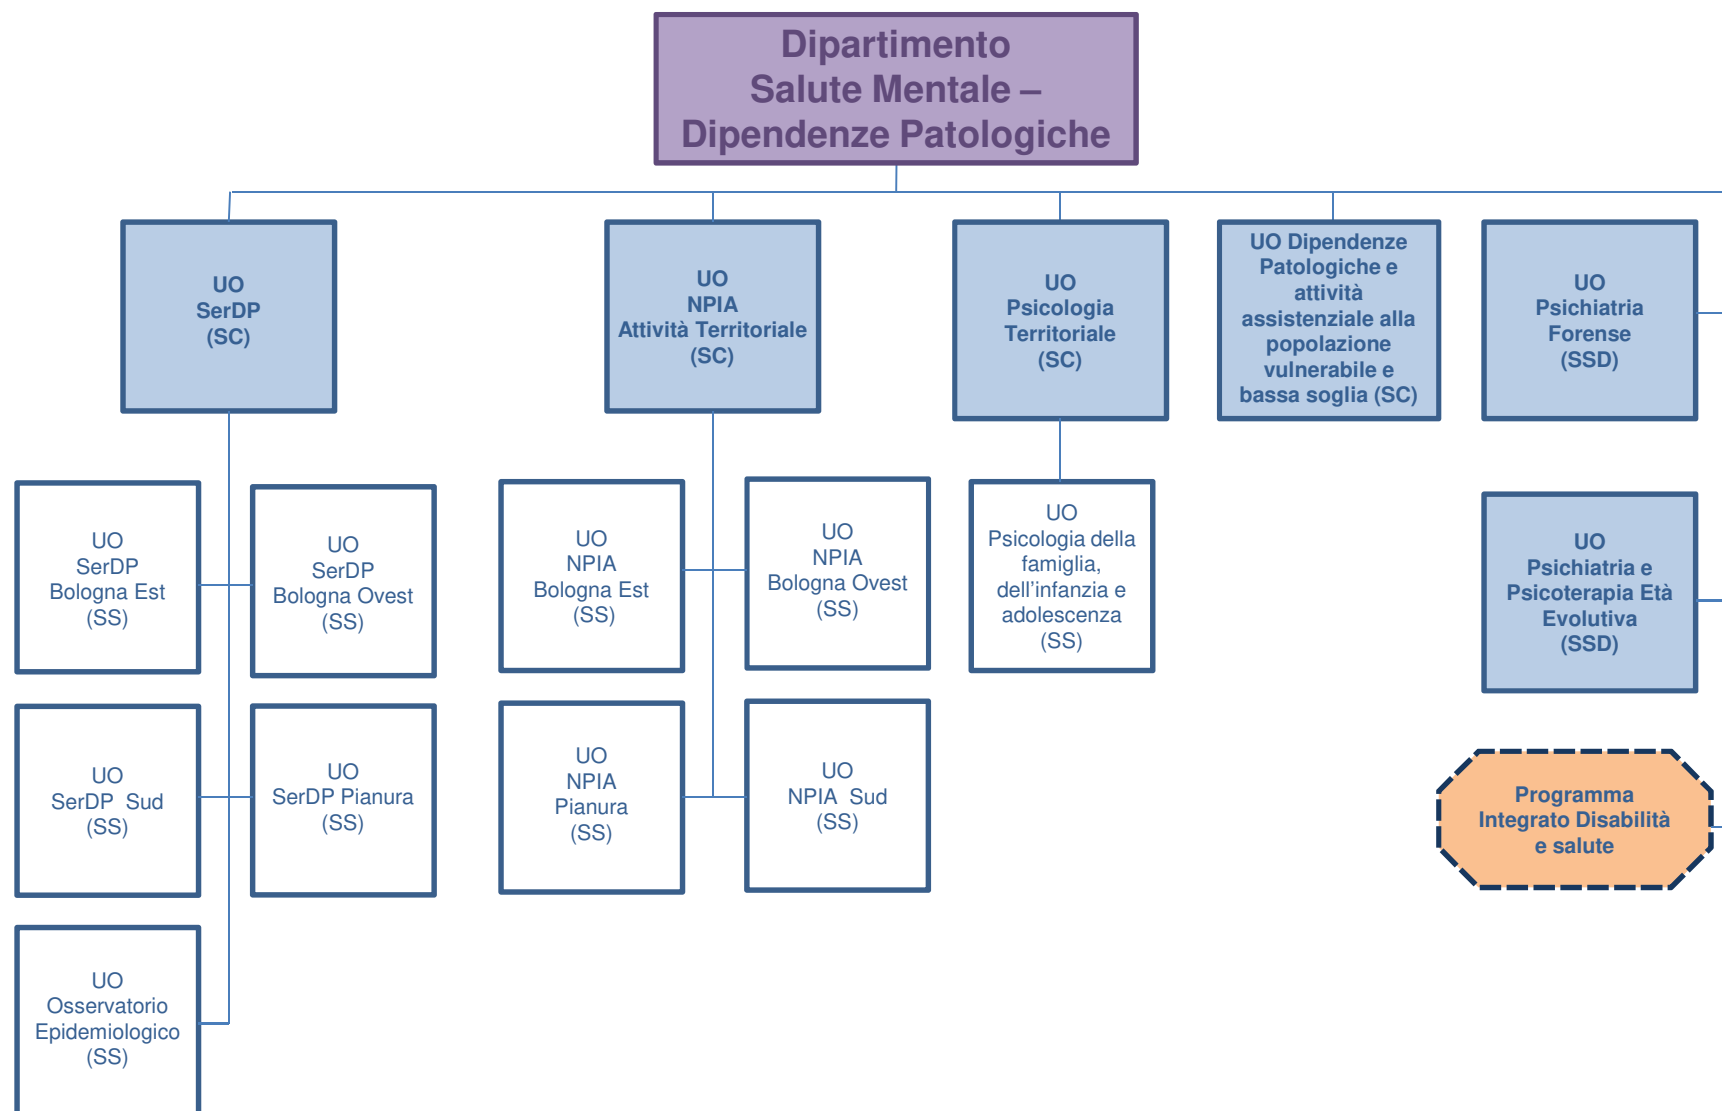 Dipartimento
Salute Mentale –
Dipendenze Patologiche
UO
SerDP
(SC)
UO
NPIA
Attività Territoriale
(SC)
UO
Psicologia
Territoriale
(SC)
UO Dipendenze
Patologiche e
attività
assistenziale alla
popolazione
vulnerabile e
bassa soglia (SC)
UO
Psichiatria
Forense
(SSD)
UO
SerDP
Bologna Est
(SS)
UO
SerDP
Bologna Ovest
(SS)
UO
NPIA
Bologna Est
(SS)
UO
NPIA
Bologna Ovest
(SS)
UO
Psicologia della
famiglia,
dell'infanzia e
adolescenza
(SS)
UO
Psichiatria e
Psicoterapia Età
Evolutiva
(SSD)
UO
SerDP Sud
(SS)
UO
SerDP Pianura
(SS)
UO
NPIA
Pianura
(SS)
UO
NPIA Sud
(SS)
Programma
Integrato Disabilità
e salute
UO
Osservatorio
Epidemiologico
(SS)